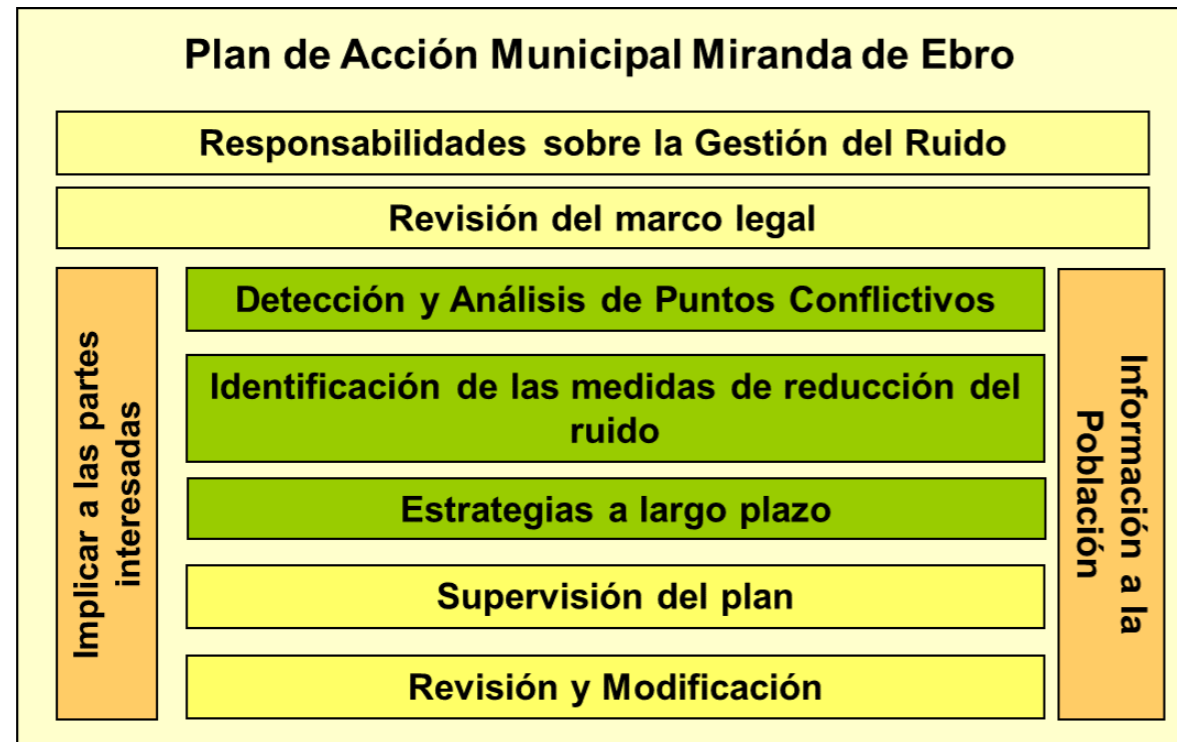 Plan de Acción Municipal Miranda de Ebro
Responsabilidades sobre la Gestión del Ruido
Revisión del marco legal
Implicar a las partes
interesadas
Detección y Análisis de Puntos Conflictivos
Identificación de las medidas de reducción del
ruido
Estrategias a largo plazo
Supervisión del plan
Revisión y Modificación
Información a la
Población